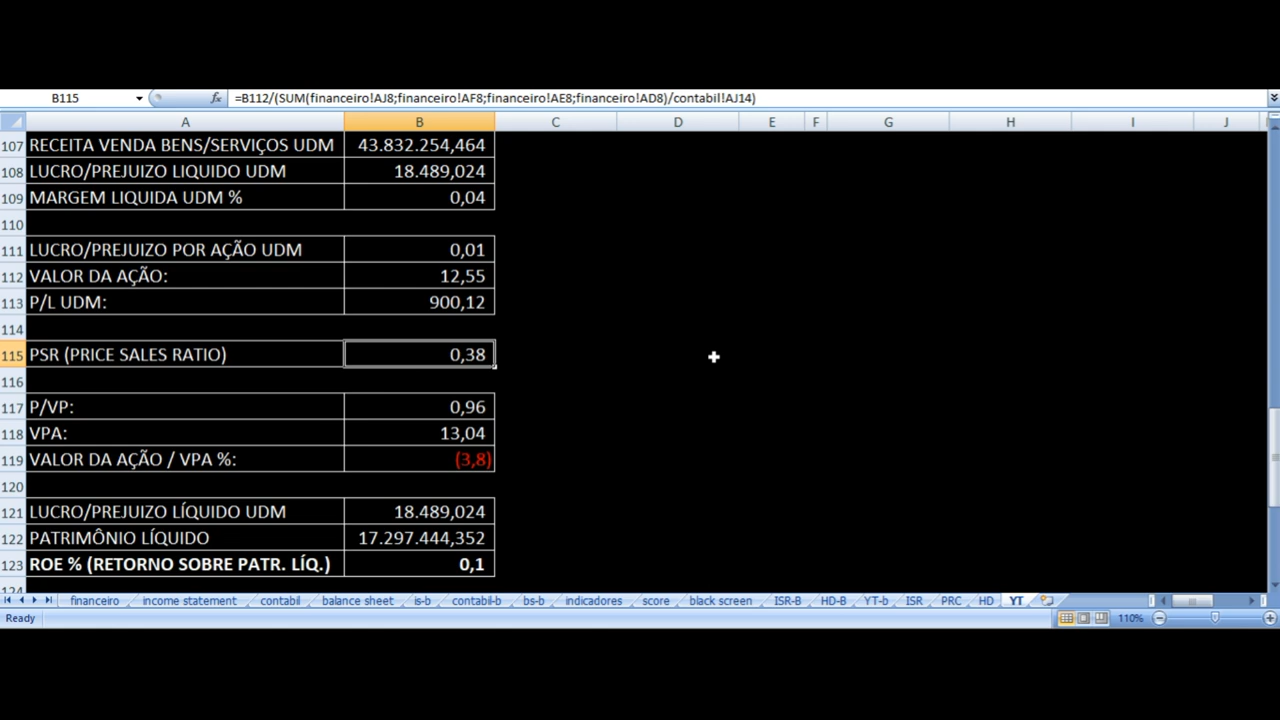 B115 fx =B112/(SUM(financeiro!AJ8;financeiro!AF8;financeiro!AE8;financeiro!AD8)/contabil!AJ14)
A B C D E F G H I J
107 RECEITA VENDA BENS/SERVIÇOS UDM 43.832.254,464
108 LUCRO/PREJUIZO LIQUIDO UDM 18.489,024
109 MARGEM LIQUIDA UDM % 0,04
110
111 LUCRO/PREJUIZO POR AÇÃO UDM 0,01
112 VALOR DA AÇÃO: 12,55
113 P/L UDM: 900,12
114
115 PSR (PRICE SALES RATIO) 0,38
116
117 P/VP: 0,96
118 VPA: 13,04
119 VALOR DA AÇÃO / VPA %: (3,8)
120
121 LUCRO/PREJUIZO LÍQUIDO UDM 18.489,024
122 PATRIMÔNIO LÍQUIDO 17.297.444,352
123 ROE % (RETORNO SOBRE PATR. LÍQ.) 0,1
124
financeiro income statement contabil balance sheet is-b contabil-b bs-b indicadores score black screen ISR-B HD-B YT-b ISR PRC HD YT
Ready 110%